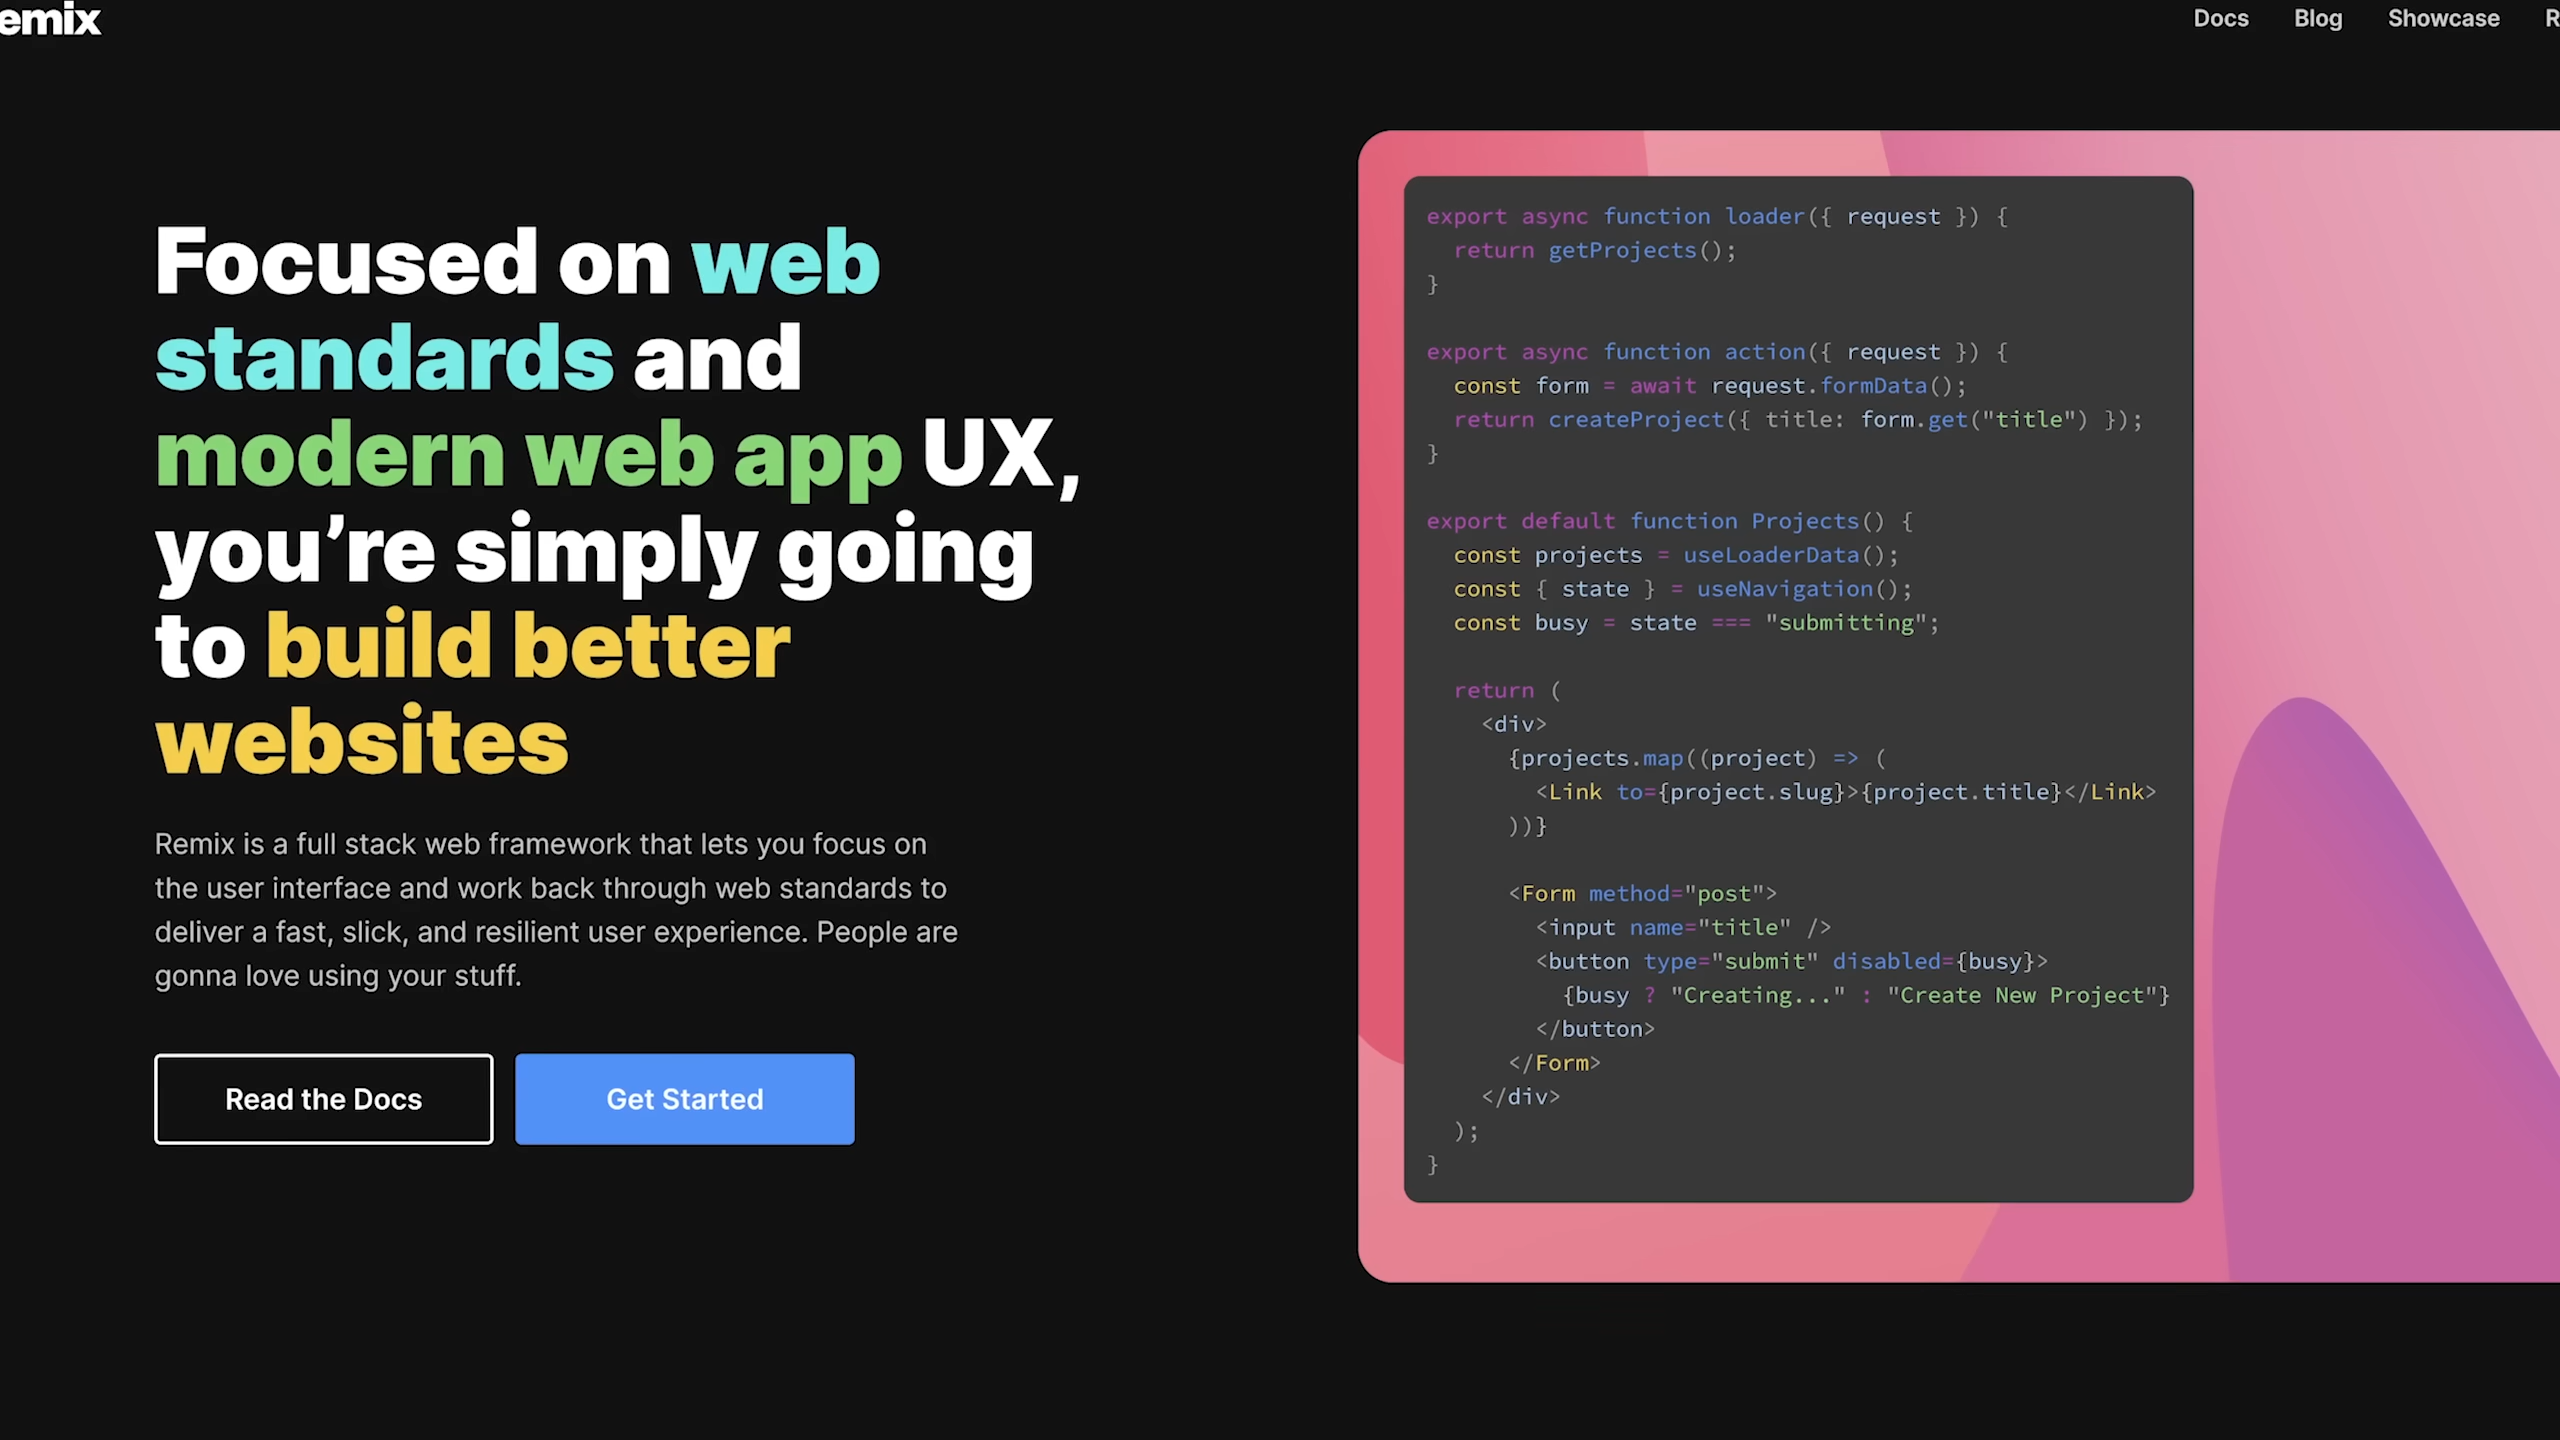 emix
Docs Blog Showcase R
Focused on web
standards and
modern web app UX,
you’re simply going
to build better
websites
Remix is a full stack web framework that lets you focus on
the user interface and work back through web standards to
deliver a fast, slick, and resilient user experience. People are
gonna love using your stuff.
Read the Docs
Get Started
export async function loader({ request }) {
  return getProjects();
}
export async function action({ request }) {
  const form = await request.formData();
  return createProject({ title: form.get("title") });
}
export default function Projects() {
  const projects = useLoaderData();
  const { state } = useNavigation();
  const busy = state === "submitting";
  return (
    <div>
      {projects.map((project) => (
        <Link to={project.slug}>{project.title}</Link>
      ))}
      <Form method="post">
        <input name="title" />
        <button type="submit" disabled={busy}>
          {busy ? "Creating..." : "Create New Project"}
        </button>
      </Form>
    </div>
  );
}